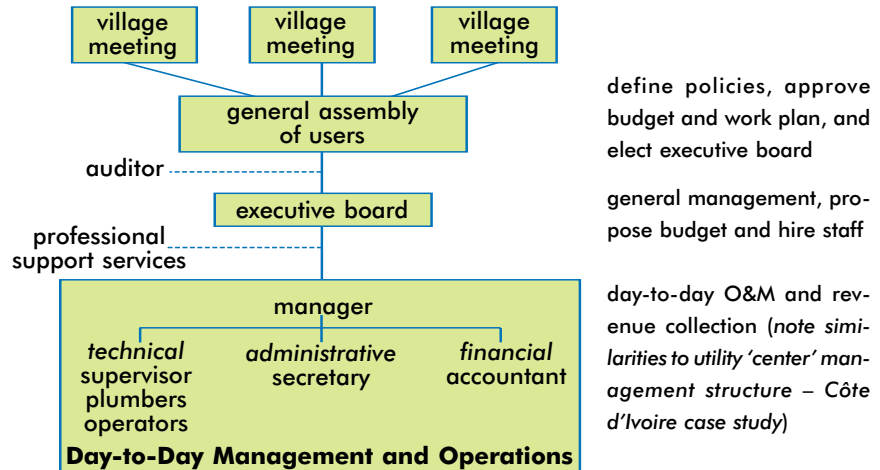 village
meeting
village
meeting
village
meeting
general assembly
of users
auditor
executive board
professional
support services
manager
technical
supervisor
plumbers
operators
administrative
secretary
financial
accountant
Day-to-Day Management and Operations
define policies, approve
budget and work plan, and
elect executive board
general management, pro-
pose budget and hire staff
day-to-day O&M and rev-
enue collection (note simi-
larities to utility ‘center’ man-
agement structure – Côte
d’Ivoire case study)